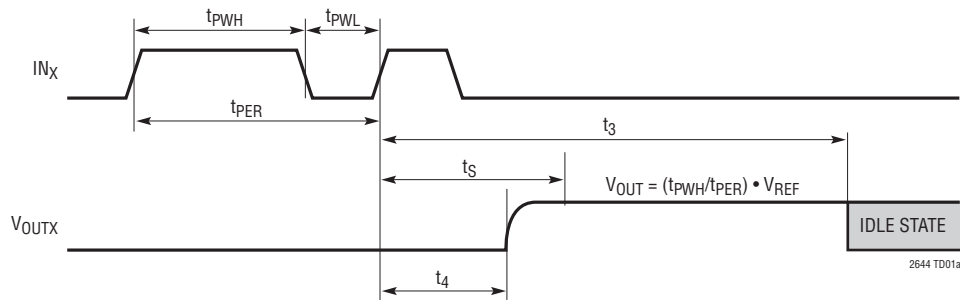 tPWH
tPWL
INX
tPER
t3
tS
VOUT = (tPWH/tPER) • VREF
VOUTX
IDLE STATE
2644 TD01a
t4